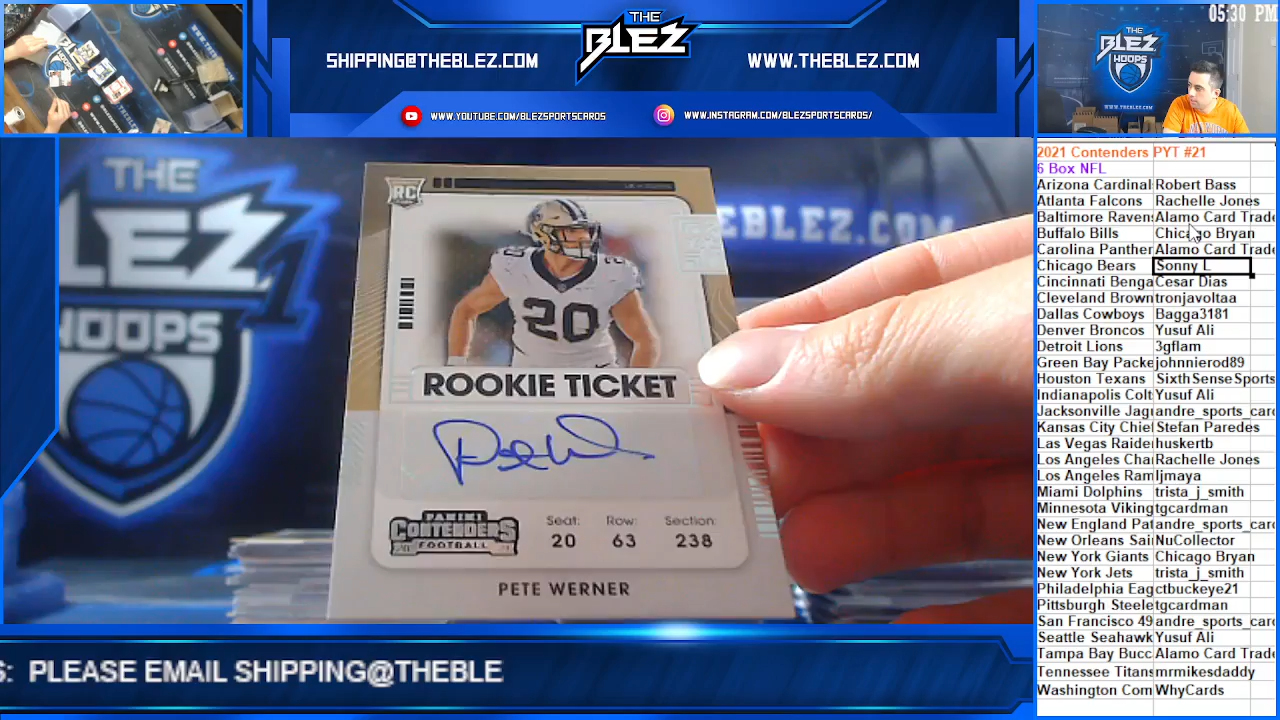 05:30 PM
THE
BLEZ
SHIPPING@THEBLEZ.COM
WWW.THEBLEZ.COM
WWW.YOUTUBE.COM/BLEZSPORTSCARDS
WWW.INSTAGRAM.COM/BLEZSPORTSCARDS/
THE
BLEZ
HOOPS
WWW.THEBLEZ.COM
2021 Contenders PYT #21
6 Box NFL
Arizona Cardinal Robert Bass
Atlanta Falcons Rachelle Jones
Baltimore Raven Alamo Card Trade
Buffalo Bills Chicago Bryan
Carolina Panther Alamo Card Trade
Chicago Bears Sonny L
Cincinnati Benga Cesar Dias
Cleveland Brown tronjavoltaa
Dallas Cowboys Bagga3181
Denver Broncos Yusuf Ali
Detroit Lions 3gflam
Green Bay Packe johnnierod89
Houston Texans SixthSenseSports
Indianapolis Colt Yusuf Ali
Jacksonville Jag andre_sports_card
Kansas City Chief Stefan Paredes
Las Vegas Raide huskertb
Los Angeles Cha Rachelle Jones
Los Angeles Ram ljmaya
Miami Dolphins trista_j_smith
Minnesota Viking tgcardman
New England Pat andre_sports_card
New Orleans Sai NuCollector
New York Giants Chicago Bryan
New York Jets trista_j_smith
Philadelphia Eag ctbuckeye21
Pittsburgh Steele tgcardman
San Francisco 49 andre_sports_card
Seattle Seahawk Yusuf Ali
Tampa Bay Bucc Alamo Card Trade
Tennessee Titans mrmikesdaddy
Washington Com WhyCards
THE
BLEZ
HOOPS
EBLEZ.COM
RC
20
20
ROOKIE TICKET
PANINI
CONTENDERS
FOOTBALL
Seat: Row: Section:
20 63 238
PETE WERNER
S: PLEASE EMAIL SHIPPING@THEBLE